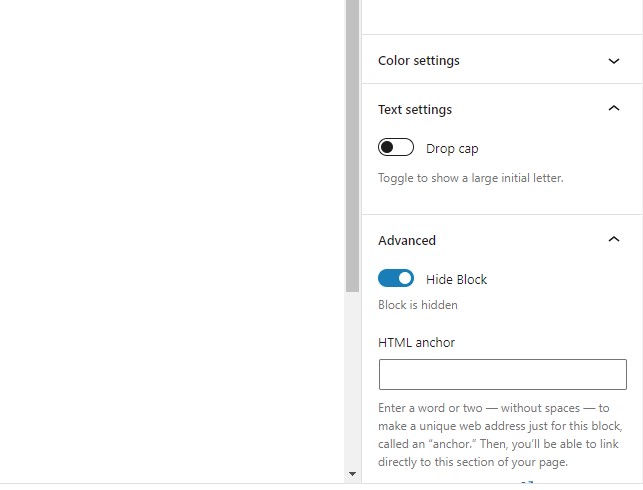 Color settings
Text settings
Drop cap
Toggle to show a large initial letter.
Advanced
Hide Block
Block is hidden
HTML anchor
Enter a word or two — without spaces — to
make a unique web address just for this block,
called an “anchor.” Then, you’ll be able to link
directly to this section of your page.